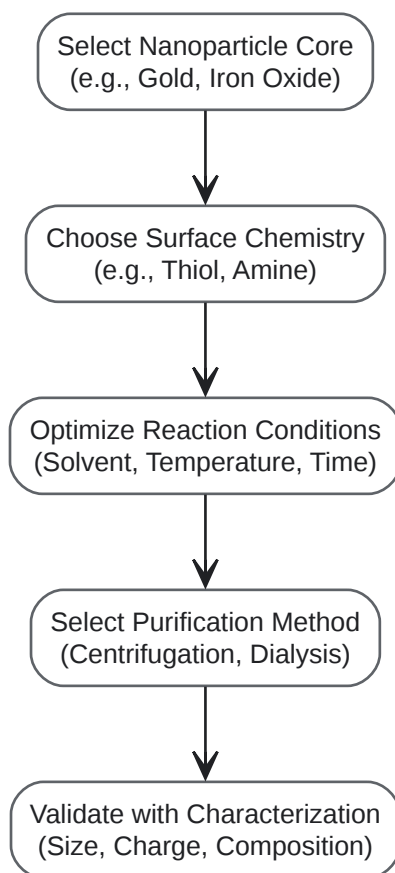 Select Nanoparticle Core
(e.g., Gold, Iron Oxide)
Choose Surface Chemistry
(e.g., Thiol, Amine)
Optimize Reaction Conditions
(Solvent, Temperature, Time)
Select Purification Method
(Centrifugation, Dialysis)
Validate with Characterization
(Size, Charge, Composition)